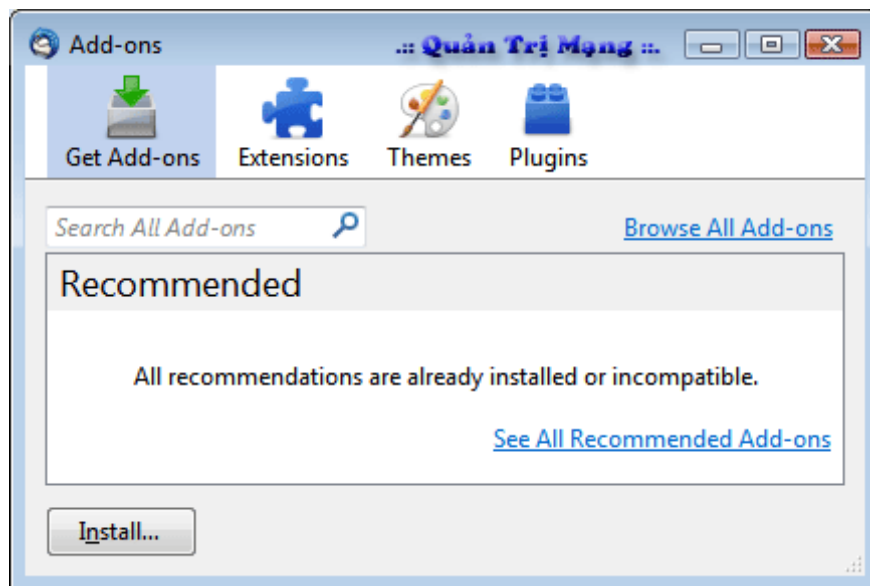 Add-ons .:: Quản Trị Mạng ::.
Get Add-ons Extensions Themes Plugins
Search All Add-ons Browse All Add-ons
Recommended
All recommendations are already installed or incompatible.
See All Recommended Add-ons
Install...